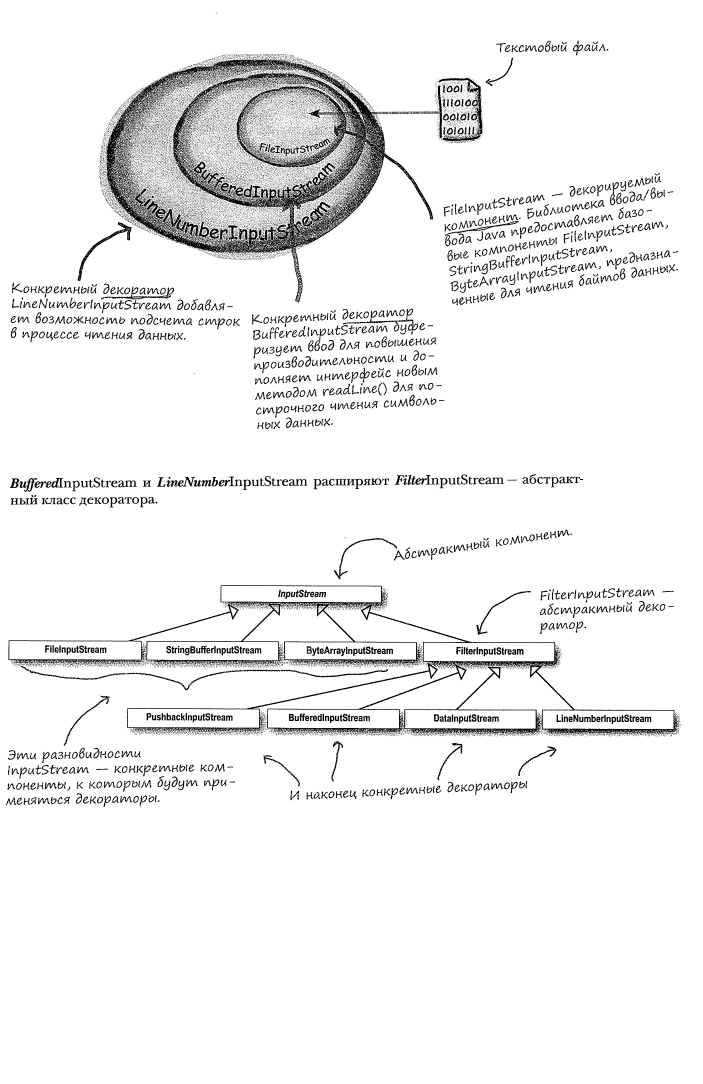 Текстовый файл.
1001
1110100
001010
1010111
FileInputStream
BufferedInputStream
LineNumberInputStream
FileInputStream — декорируемый
компонент. Библиотека ввода/вы-
вода Java предоставляет базо-
вые компоненты FileInputStream,
StringBufferInputStream,
ByteArrayInputStream, предназна-
ченные для чтения байтов данных.
Конкретный декоратор
LineNumberInputStream добавля-
ет возможность подсчета строк
в процессе чтения данных.
Конкретный декоратор
BufferedInputStream буфе-
ризует ввод для повышения
производительности и до-
полняет интерфейс новым
методом readLine() для по-
строчного чтения символь-
ных данных.
BufferedInputStream и LineNumberInputStream расширяют FilterInputStream — абстракт-
ный класс декоратора.
Абстрактный компонент.
InputStream
FilterInputStream —
абстрактный деко-
ратор.
FileInputStream
StringBufferInputStream
ByteArrayInputStream
FilterInputStream
PushbackInputStream
BufferedInputStream
DataInputStream
LineNumberInputStream
Эти разновидности
InputStream — конкретные ком-
поненты, к которым будут при-
меняться декораторы.
И наконец конкретные декораторы